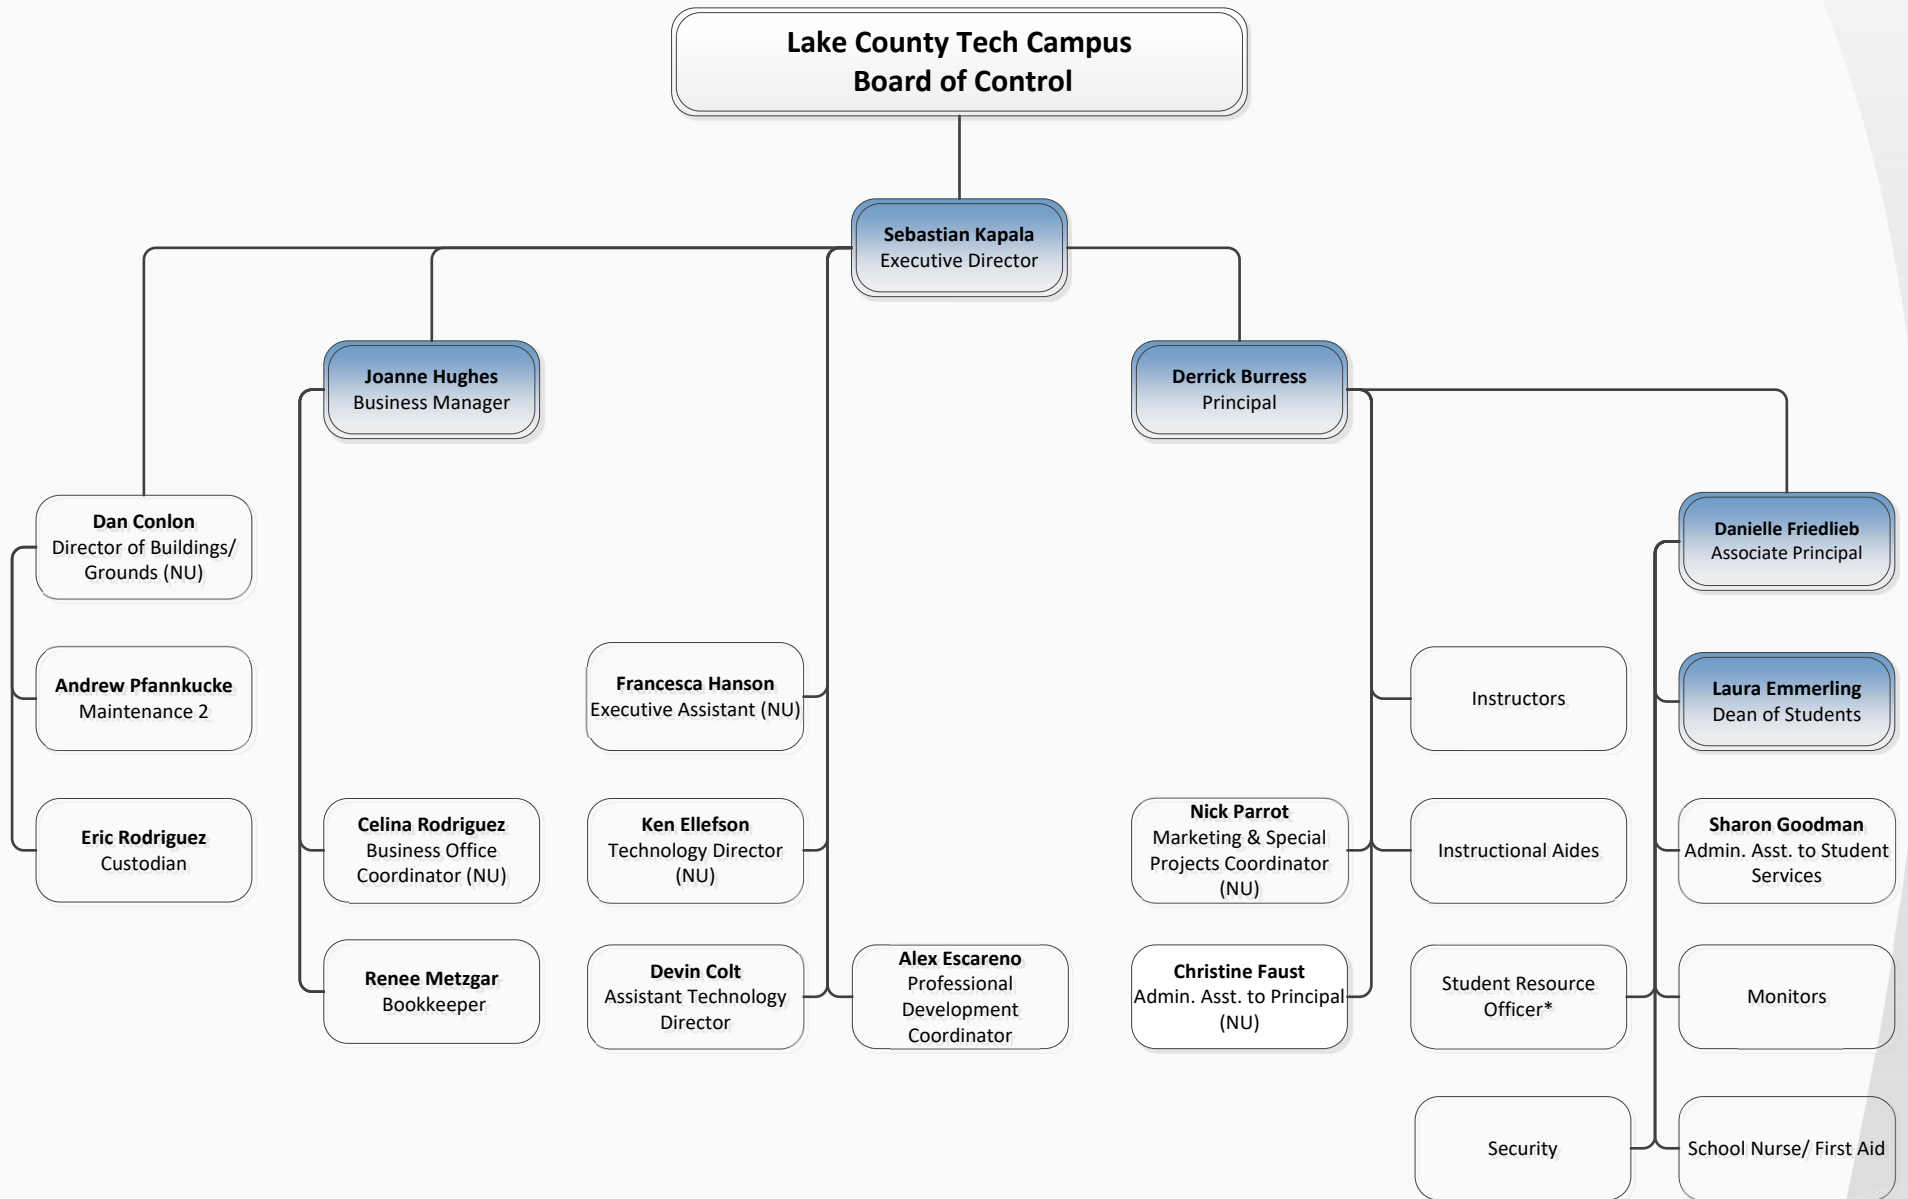 Lake County Tech Campus
Board of Control
Sebastian Kapala
Executive Director
Joanne Hughes
Business Manager
Derrick Burress
Principal
Dan Conlon
Director of Buildings/
Grounds (NU)
Danielle Friedlieb
Associate Principal
Andrew Pfannkucke
Maintenance 2
Francesca Hanson
Executive Assistant (NU)
Instructors
Laura Emmerling
Dean of Students
Eric Rodriguez
Custodian
Celina Rodriguez
Business Office
Coordinator (NU)
Ken Ellefson
Technology Director
(NU)
Nick Parrot
Marketing & Special
Projects Coordinator
(NU)
Instructional Aides
Sharon Goodman
Admin. Asst. to Student
Services
Renee Metzgar
Bookkeeper
Devin Colt
Assistant Technology
Director
Alex Escareno
Professional
Development
Coordinator
Christine Faust
Admin. Asst. to Principal
(NU)
Student Resource
Officer*
Monitors
Security
School Nurse/ First Aid